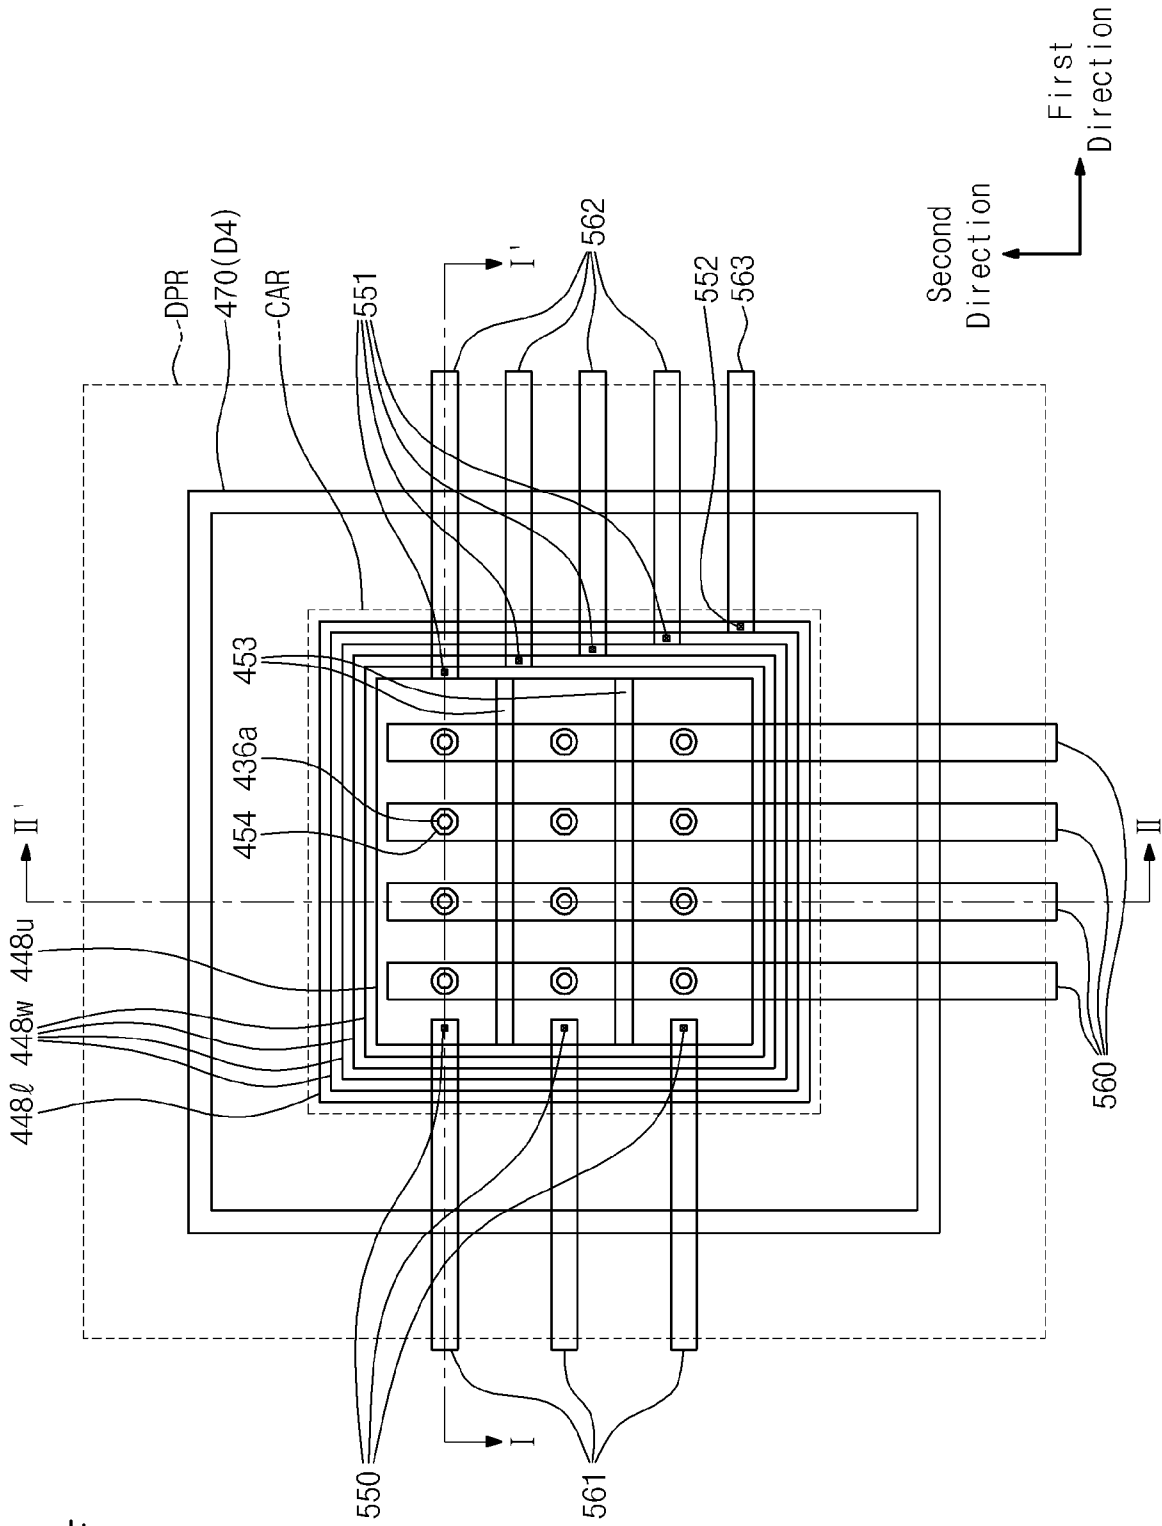 448ℓ
448w
448u
454
436a
453
551
CAR
470(D4)
DPR
II'
II
I
I'
550
561
560
562
552
563
Second
Direction
First
Direction